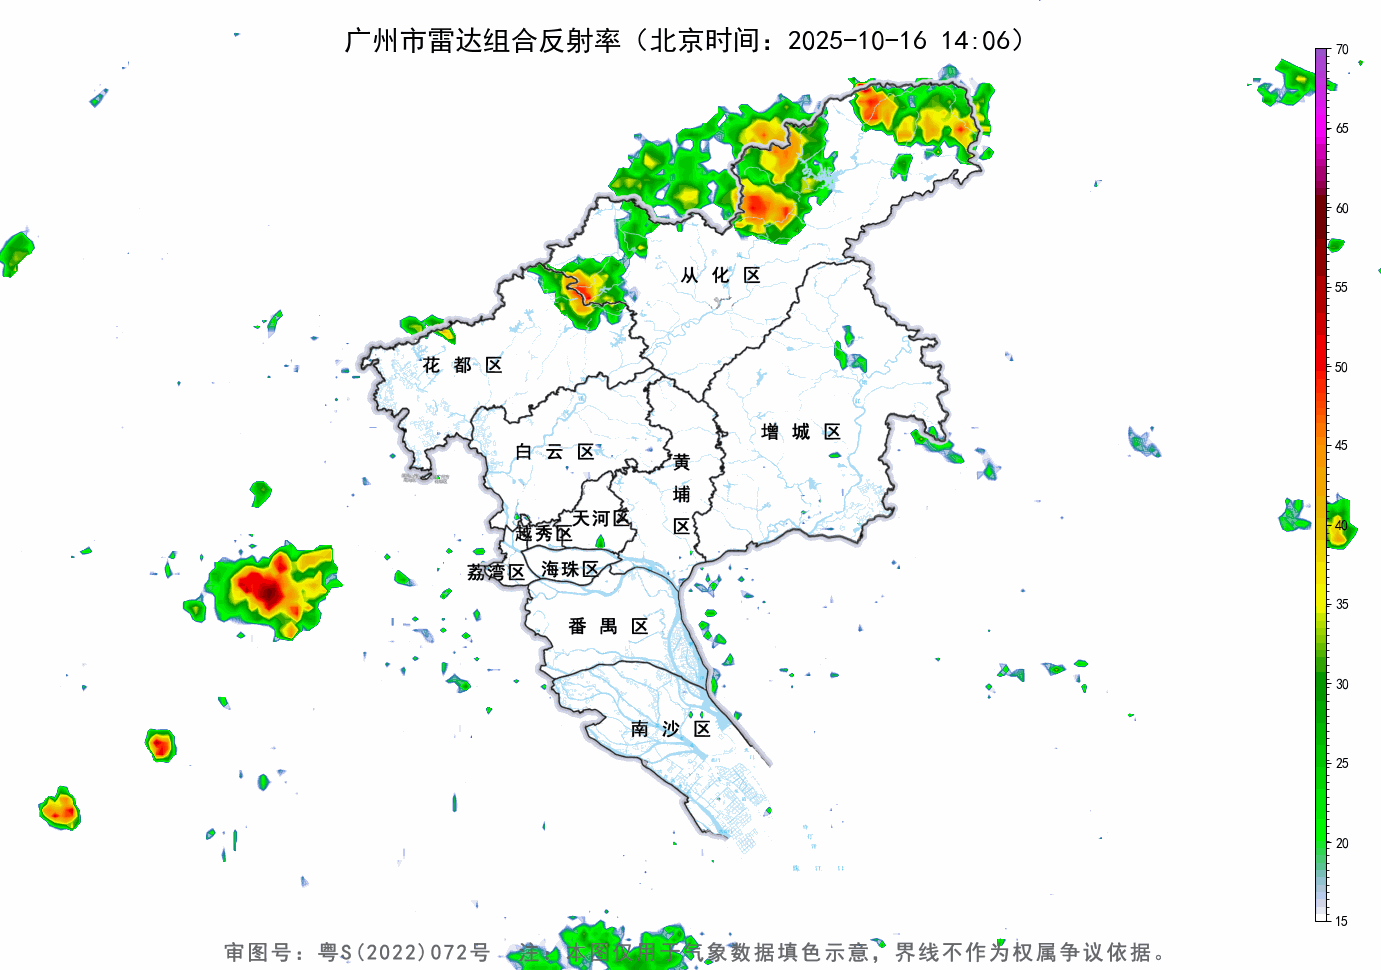 广州市雷达组合反射率（北京时间：2025-10-16 14:06）
70
65
60
55
50
45
40
35
30
25
20
15
从化区
花都区
增城区
白云区
黄埔区
天河区
越秀区
荔湾区
海珠区
番禺区
南沙区
审图号：粤S(2022)072号　注：本图仅用于气象数据填色示意，界线不作为权属争议依据。